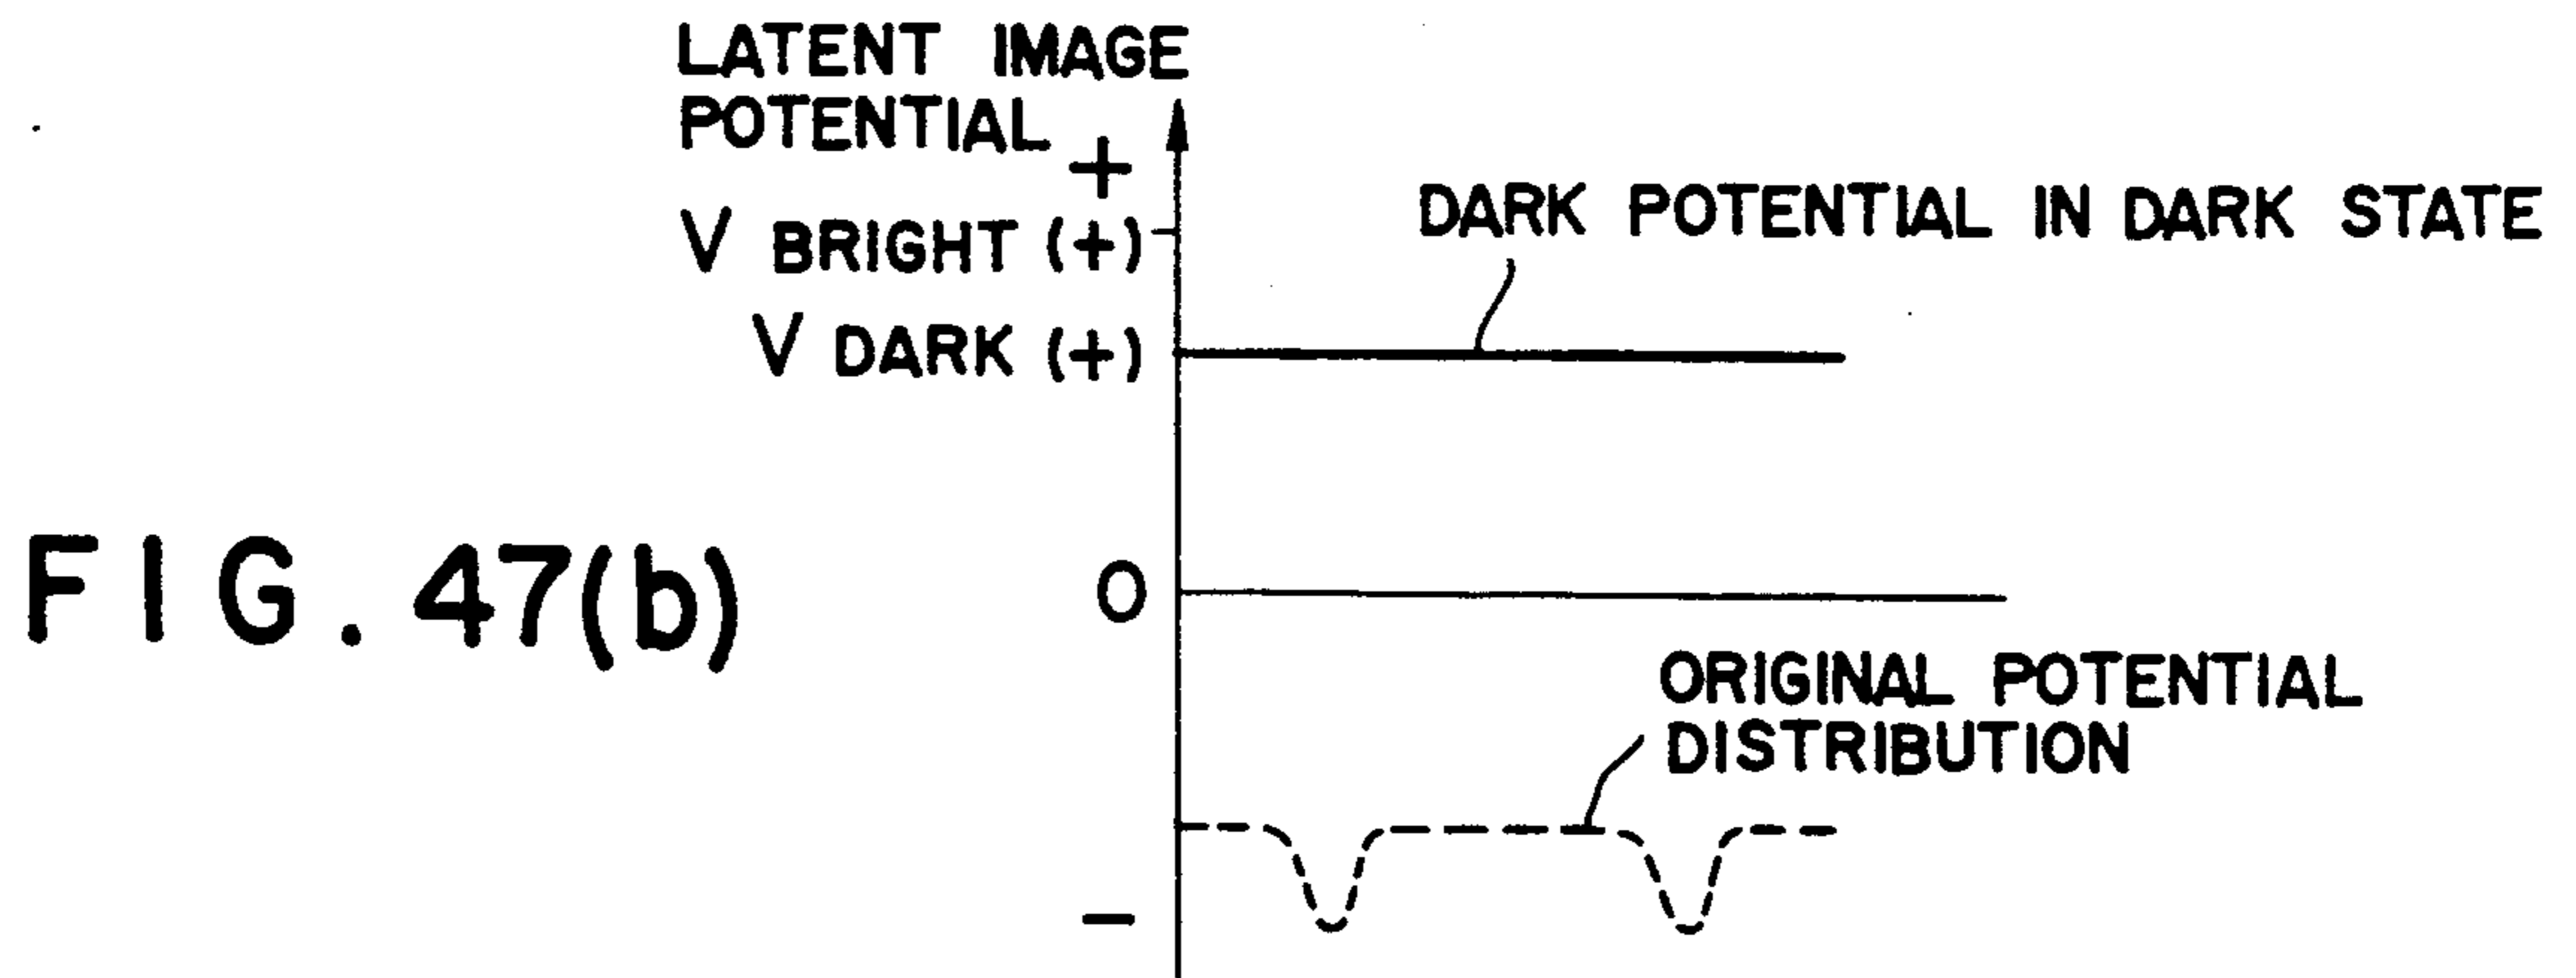 LATENT IMAGE
POTENTIAL
+
V BRIGHT (+)
DARK POTENTIAL IN DARK STATE
V DARK (+)
FIG. 47(b)
0
ORIGINAL POTENTIAL
DISTRIBUTION
−